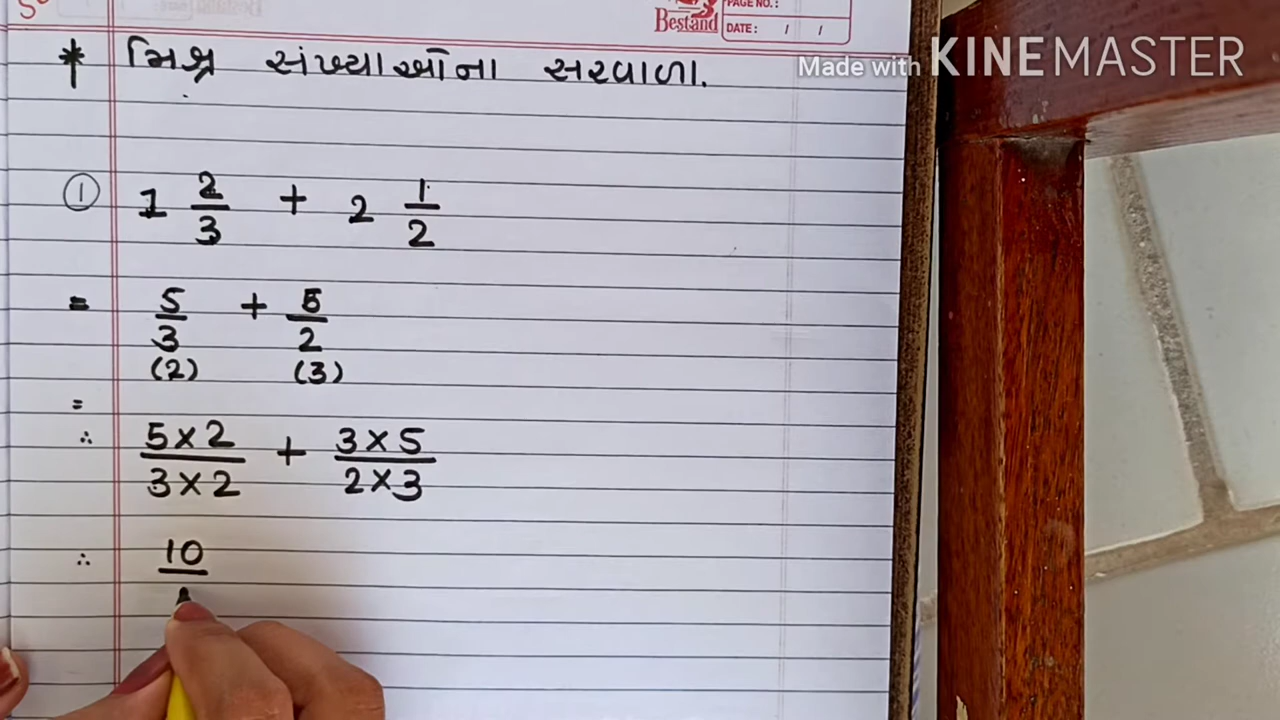 Bestand
PAGE NO.:
DATE: / /
Made with KINEMASTER
* મિશ્ર સંખ્યાઓના સરવાળા.
① 1 2/3 + 2 1/2
= 5/3 + 5/2
(2) (3)
=
∴ 5×2/3×2 + 3×5/2×3
∴ 10/